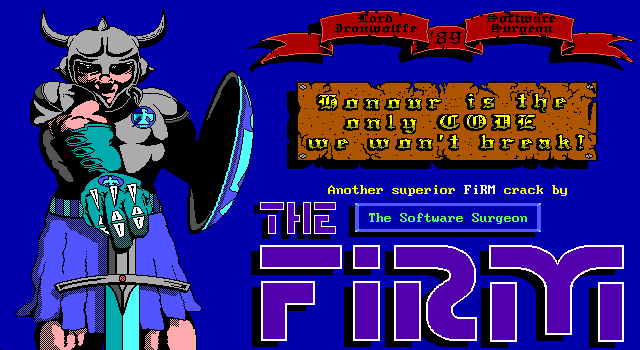 Lord
Ironwolffe
89
Software
Surgeon
Honour is the
only CODE
we won't break!
Another superior FiRM crack by
The Software Surgeon
THE
FiRM